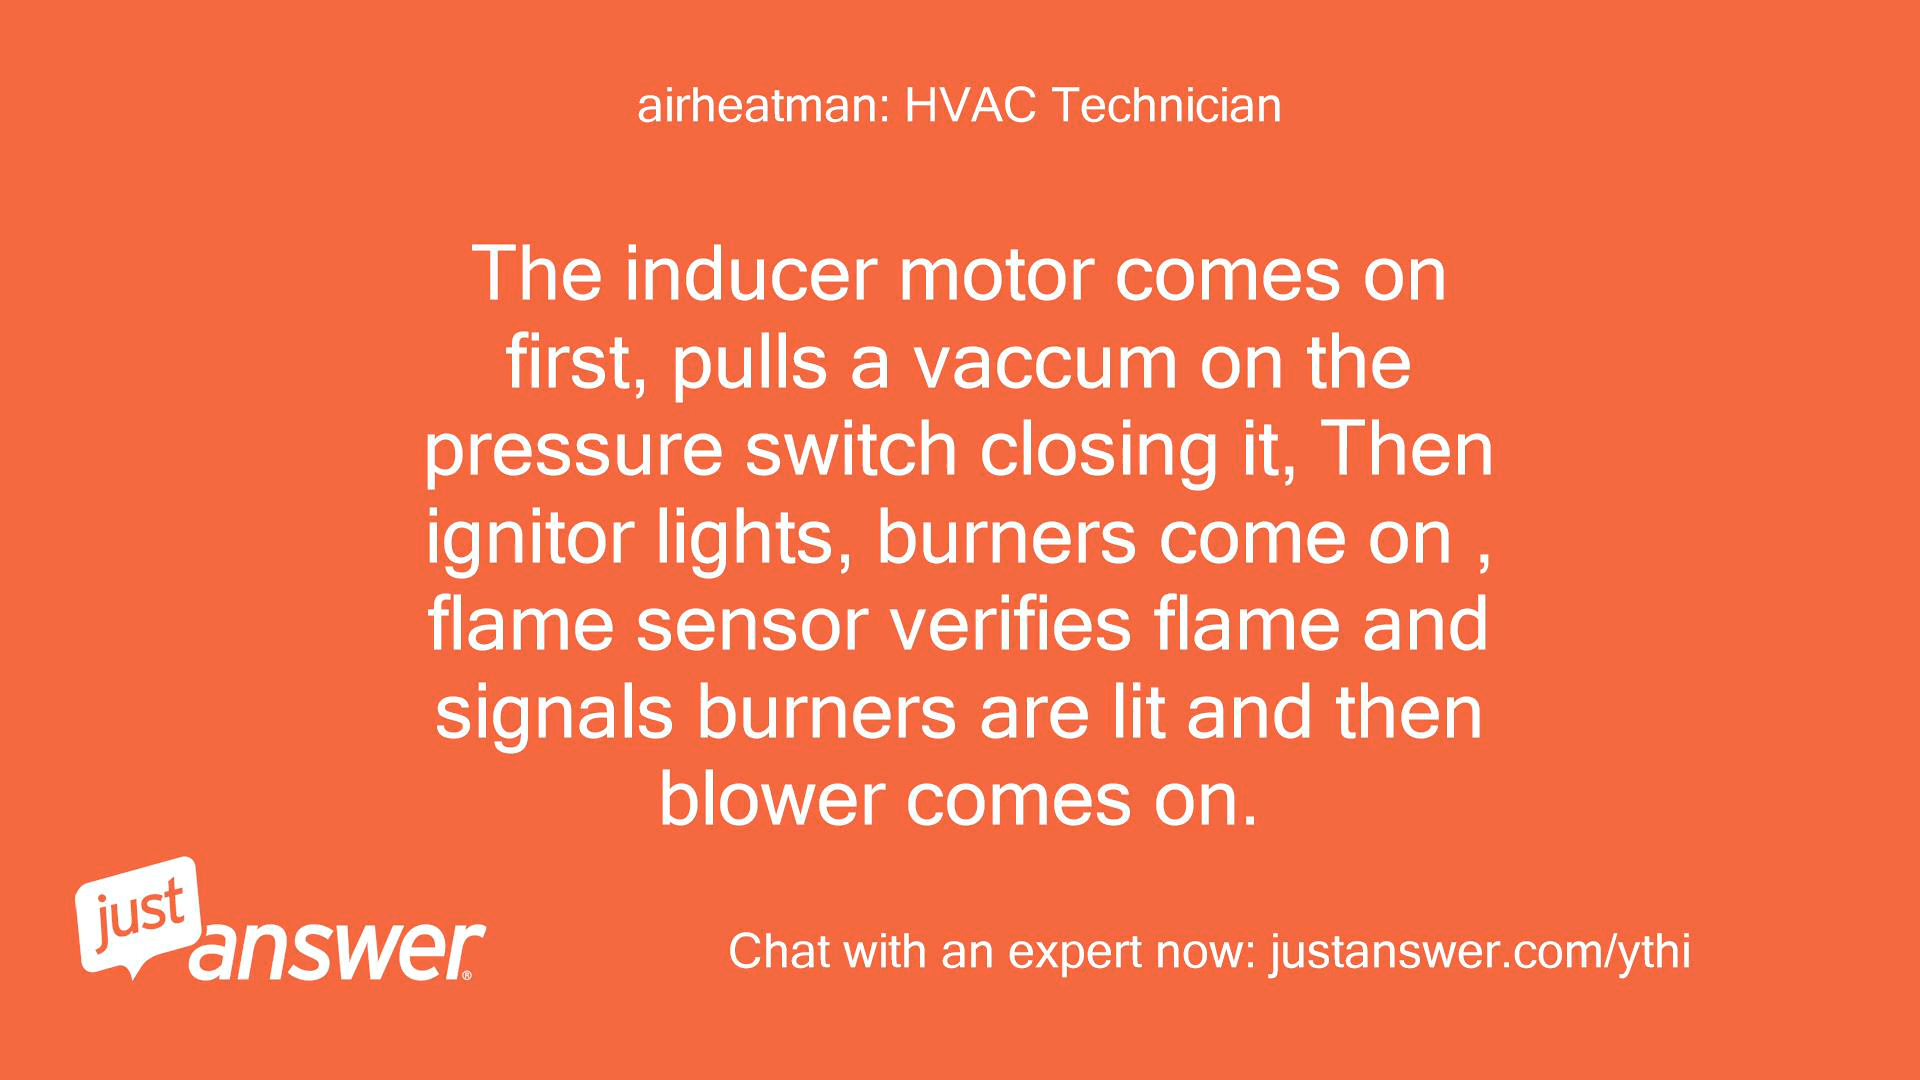 airheatman: HVAC Technician
The inducer motor comes on
first, pulls a vaccum on the
pressure switch closing it, Then
ignitor lights, burners come on ,
flame sensor verifies flame and
signals burners are lit and then
blower comes on.
just
answer®
Chat with an expert now: justanswer.com/ythi